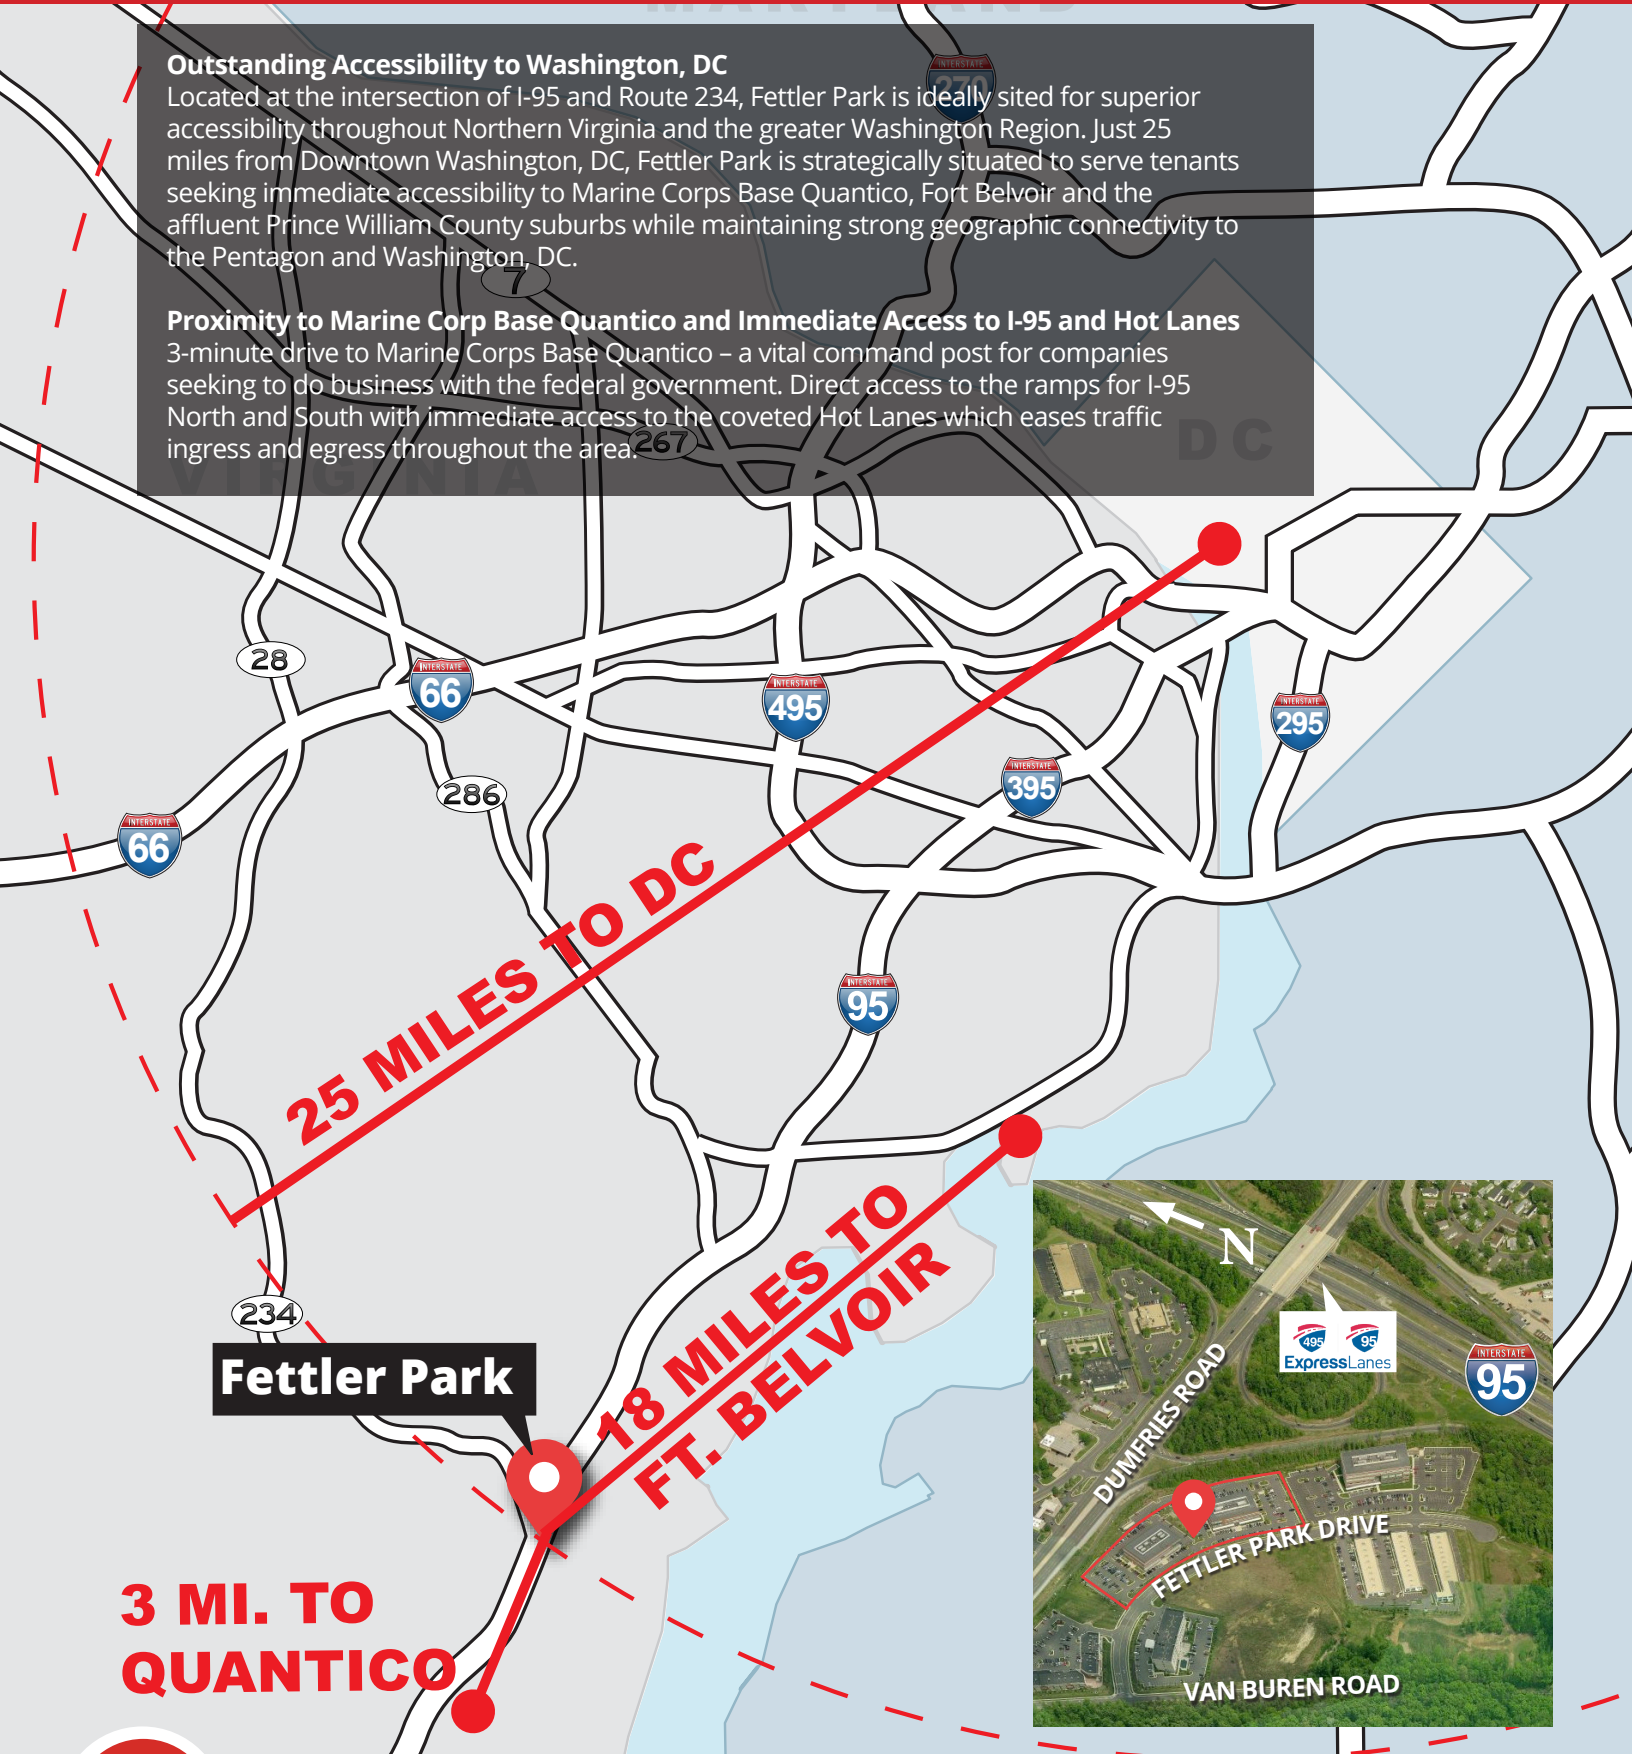 MARYLAND
Outstanding Accessibility to Washington, DC
Located at the intersection of I-95 and Route 234, Fettler Park is ideally sited for superior
accessibility throughout Northern Virginia and the greater Washington Region. Just 25
miles from Downtown Washington, DC, Fettler Park is strategically situated to serve tenants
seeking immediate accessibility to Marine Corps Base Quantico, Fort Belvoir and the
affluent Prince William County suburbs while maintaining strong geographic connectivity to
the Pentagon and Washington, DC.
Proximity to Marine Corp Base Quantico and Immediate Access to I-95 and Hot Lanes
3-minute drive to Marine Corps Base Quantico – a vital command post for companies
seeking to do business with the federal government. Direct access to the ramps for I-95
North and South with immediate access to the coveted Hot Lanes which eases traffic
ingress and egress throughout the area.
INTERSTATE
270
7
267
DC
VIRGINIA
28
INTERSTATE
66
INTERSTATE
495
INTERSTATE
295
INTERSTATE
395
286
INTERSTATE
66
25 MILES TO DC
INTERSTATE
95
234
Fettler Park
18 MILES TO
FT. BELVOIR
3 MI. TO
QUANTICO
N
495
95
ExpressLanes
INTERSTATE
95
DUMFRIES ROAD
FETTLER PARK DRIVE
VAN BUREN ROAD